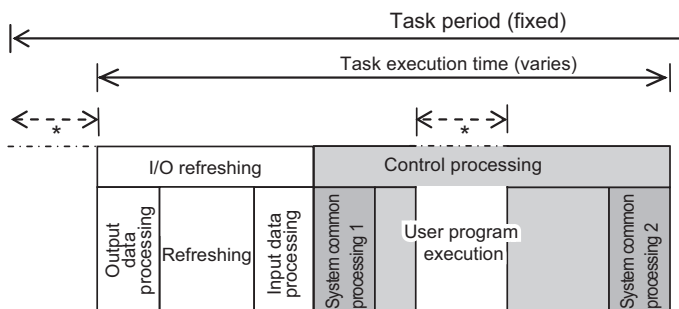 Task period (fixed)
Task execution time (varies)
* *
I/O refreshing Control processing
Output
data
processing
Refreshing
Input data
processing
System common
processing 1
User program
execution
System common
processing 2